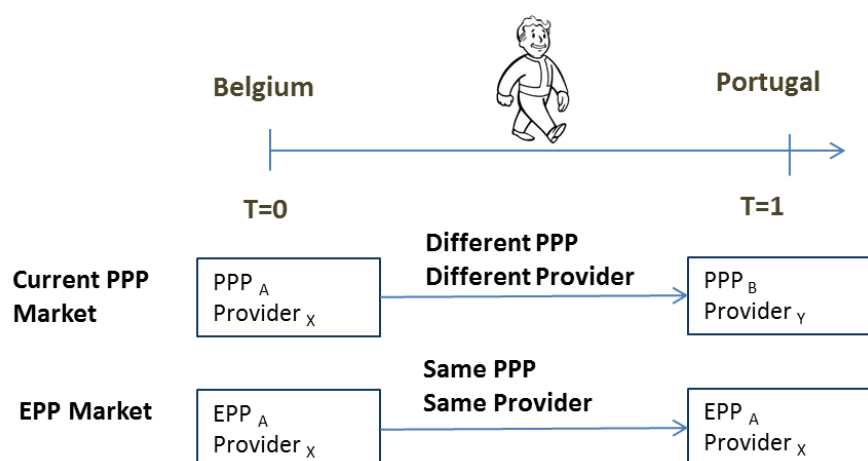 Belgium
Portugal
T=0
T=1
Current PPP
Market
PPP A
Provider X
Different PPP
Different Provider
PPP B
Provider Y
EPP Market
EPP A
Provider X
Same PPP
Same Provider
EPP A
Provider X